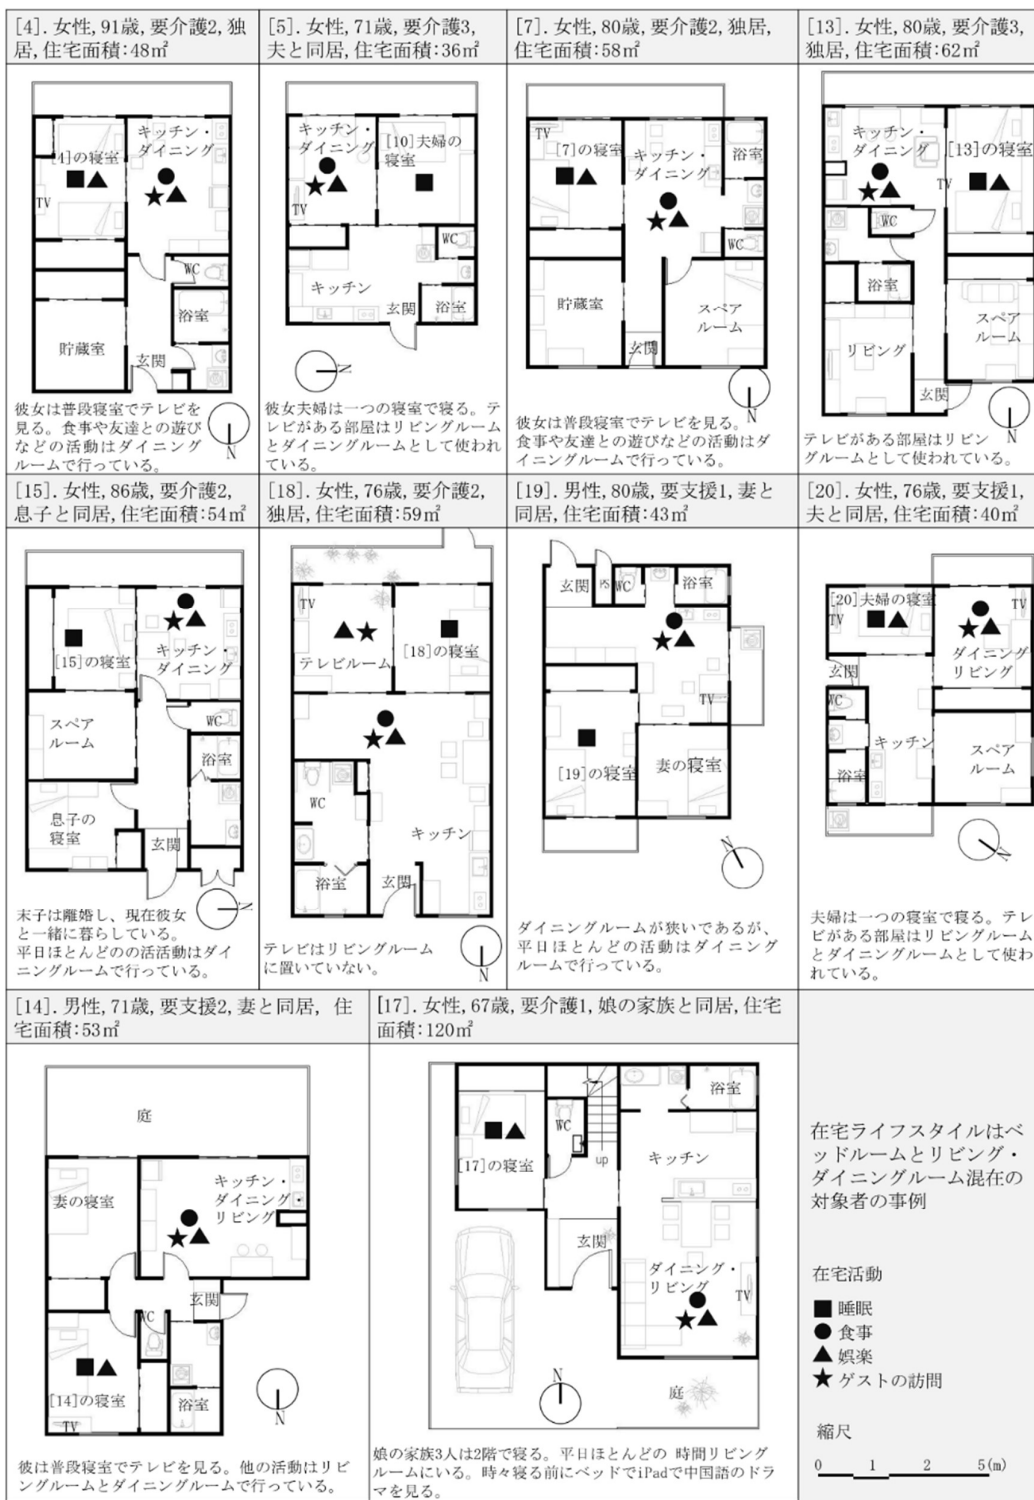 [4]. 女性, 91歳, 要介護2, 独
居, 住宅面積:48㎡
[5]. 女性, 71歳, 要介護3,
夫と同居, 住宅面積:36㎡
[7]. 女性, 80歳, 要介護2, 独居,
住宅面積:58㎡
[13]. 女性, 80歳, 要介護3,
独居, 住宅面積:62㎡
キッチン・
ダイニング
[4]の寝室
TV
WC
浴室
貯蔵室
玄関
N
彼女は普段寝室でテレビを
見る。食事や友達との遊び
などの活動はダイニング
ルームで行っている。
キッチン・
ダイニング
[10]夫婦の
寝室
TV
WC
キッチン
玄関
浴室
N
彼女夫婦は一つの寝室で寝る。テ
レビがある部屋はリビングルーム
とダイニングルームとして使われ
ている。
TV
[7]の寝室
キッチン・
ダイニング
浴室
WC
貯蔵室
スペア
ルーム
玄関
N
彼女は普段寝室でテレビを見る。
食事や友達との遊びなどの活動はダ
イニングルームで行っている。
キッチン・
ダイニング
[13]の寝室
TV
WC
浴室
リビング
スペア
ルーム
玄関
N
テレビがある部屋はリビン
グルームとして使われている。
[15]. 女性, 86歳, 要介護2,
息子と同居, 住宅面積:54㎡
[18]. 女性, 76歳, 要介護2,
独居, 住宅面積:59㎡
[19]. 男性, 80歳, 要支援1, 妻と
同居, 住宅面積:43㎡
[20]. 女性, 76歳, 要支援1,
夫と同居, 住宅面積:40㎡
[15]の寝室
キッチン・
ダイニング
スペア
ルーム
WC
浴室
息子の
寝室
玄関
N
末子は離婚し、現在彼女
と一緒に暮らしている。
平日ほとんどのの活活動はダイ
ニングルームで行っている。
TV
テレビルーム
[18]の寝室
WC
キッチン
浴室
玄関
N
テレビはリビングルーム
に置いていない。
玄関
PS
WC
浴室
TV
[19]の寝室
妻の寝室
N
ダイニングルームが狭いであるが、
平日ほとんどの活動はダイニング
ルームで行っている。
[20]夫婦の寝室
TV
TV
ダイニング
リビング
玄関
WC
キッチン
浴室
スペア
ルーム
N
夫婦は一つの寝室で寝る。テレ
ビがある部屋はリビングルーム
とダイニングルームとして使わ
れている。
[14]. 男性, 71歳, 要支援2, 妻と同居, 住
宅面積:53㎡
[17]. 女性, 67歳, 要介護1, 娘の家族と同居, 住宅
面積:120㎡
庭
妻の寝室
キッチン・
ダイニング
リビング
玄関
WC
[14]の寝室
TV
浴室
N
彼は普段寝室でテレビを見る。他の活動はリビ
ングルームとダイニングルームで行っている。
浴室
WC
[17]の寝室
up
キッチン
玄関
ダイニング・
リビング
TV
N
庭
娘の家族3人は2階で寝る。平日ほとんどの 時間リビング
ルームにいる。時々寝る前にベッドでiPadで中国語のドラ
マを見る。
在宅ライフスタイルはベ
ッドルームとリビング・
ダイニングルーム混在の
対象者の事例
在宅活動
睡眠
食事
娯楽
ゲストの訪問
縮尺
0 1 2 5(m)